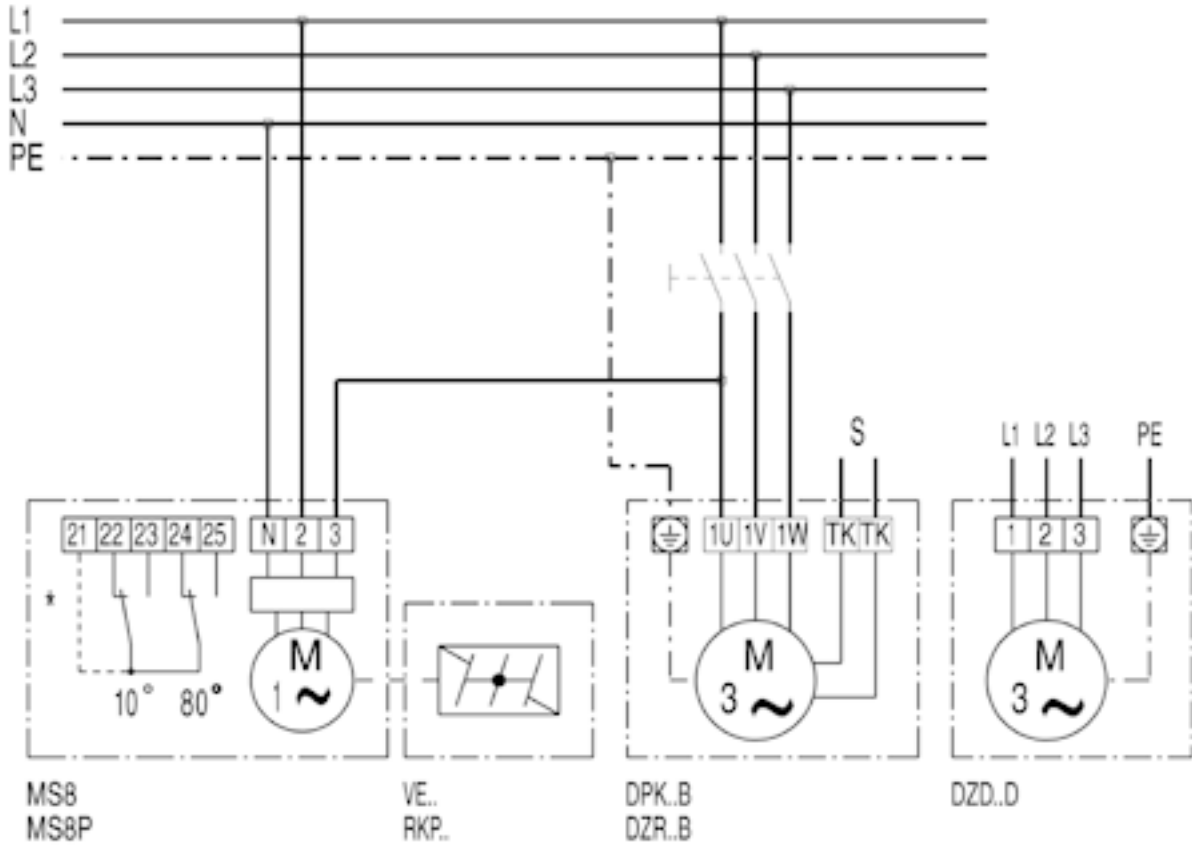 L1
L2
L3
N
PE
S
L1 L2 L3 PE
21 22 23 24 25 N 2 3 1U 1V 1W TK TK 1 2 3
*
10° 80°
M
1 ~
M
3 ~
M
3 ~
MS8
MS8P
VE..
RKP..
DPK..B
DZR..B
DZD..D